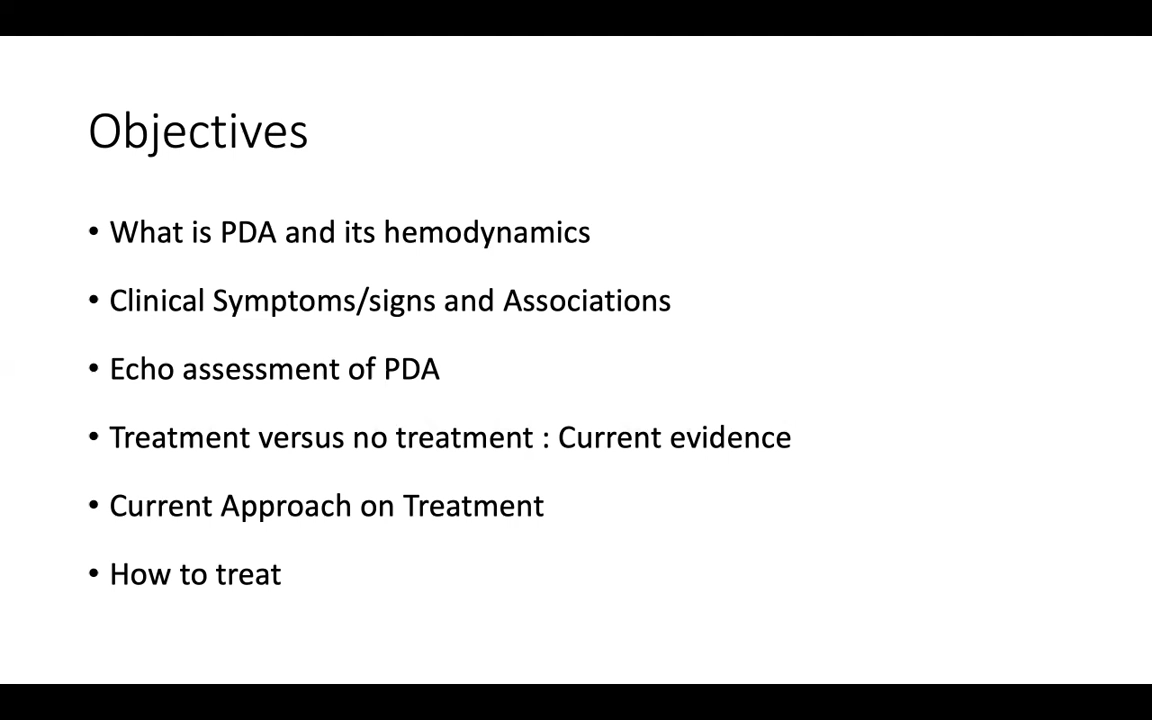 Objectives
• What is PDA and its hemodynamics
• Clinical Symptoms/signs and Associations
• Echo assessment of PDA
• Treatment versus no treatment : Current evidence
• Current Approach on Treatment
• How to treat